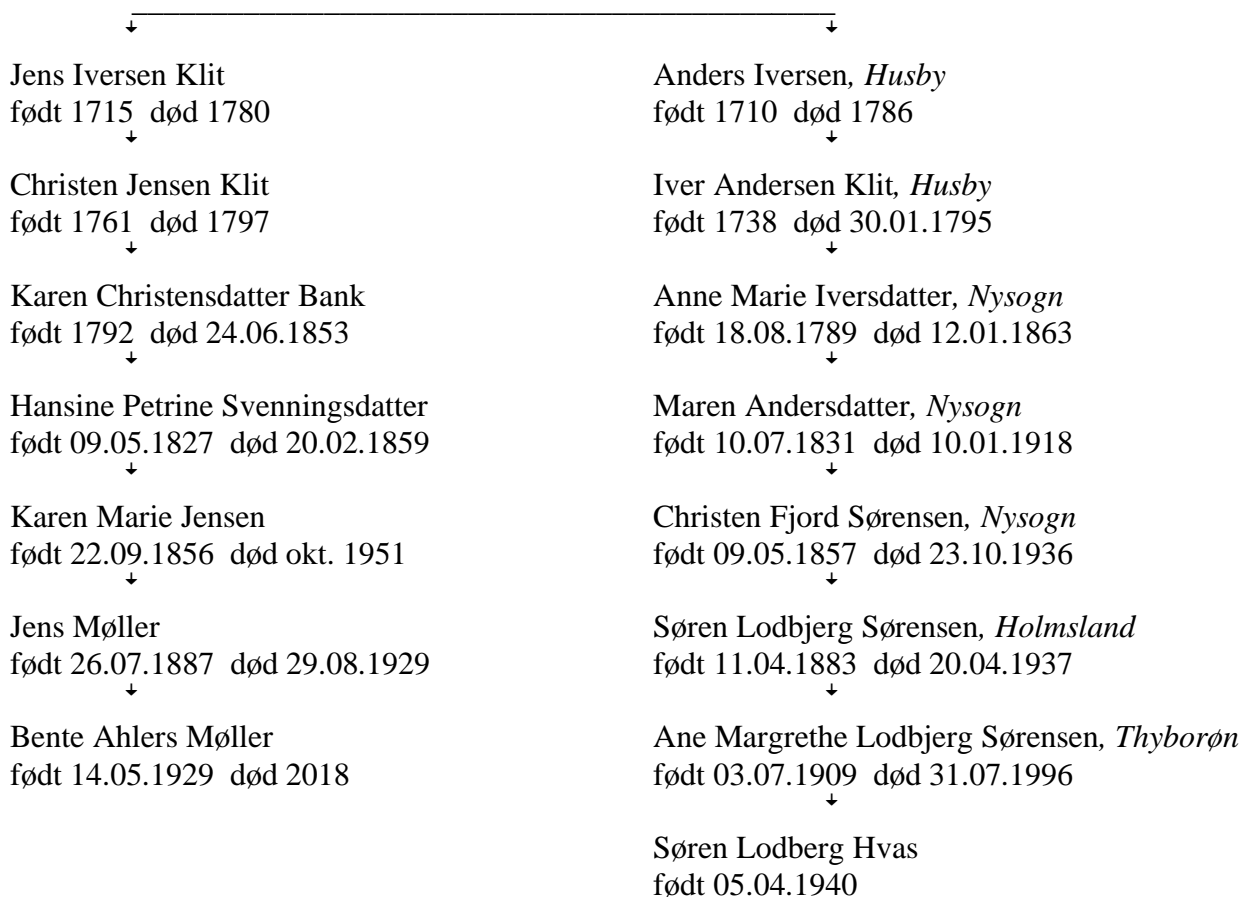 Jens Iversen Klit
født 1715 død 1780
Christen Jensen Klit
født 1761 død 1797
Karen Christensdatter Bank
født 1792 død 24.06.1853
Hansine Petrine Svenningsdatter
født 09.05.1827 død 20.02.1859
Karen Marie Jensen
født 22.09.1856 død okt. 1951
Jens Møller
født 26.07.1887 død 29.08.1929
Bente Ahlers Møller
født 14.05.1929 død 2018
Anders Iversen, Husby
født 1710 død 1786
Iver Andersen Klit, Husby
født 1738 død 30.01.1795
Anne Marie Iversdatter, Nysogn
født 18.08.1789 død 12.01.1863
Maren Andersdatter, Nysogn
født 10.07.1831 død 10.01.1918
Christen Fjord Sørensen, Nysogn
født 09.05.1857 død 23.10.1936
Søren Lodbjerg Sørensen, Holmsland
født 11.04.1883 død 20.04.1937
Ane Margrethe Lodbjerg Sørensen, Thyborøn
født 03.07.1909 død 31.07.1996
Søren Lodberg Hvas
født 05.04.1940